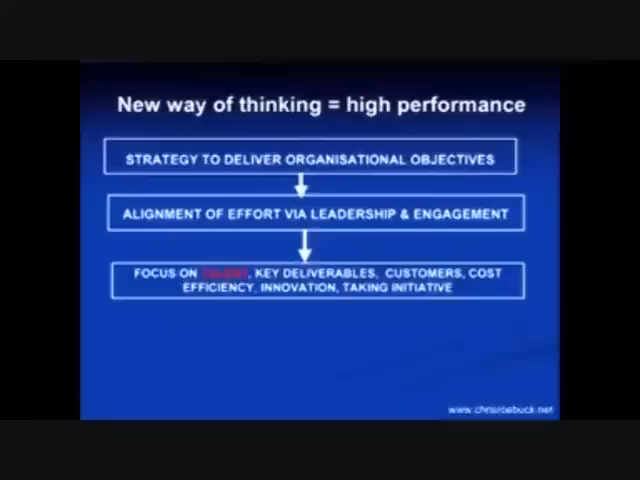 New way of thinking = high performance
STRATEGY TO DELIVER ORGANISATIONAL OBJECTIVES
ALIGNMENT OF EFFORT VIA LEADERSHIP & ENGAGEMENT
FOCUS ON , KEY DELIVERABLES, CUSTOMERS, COST
EFFICIENCY, INNOVATION, TAKING INITIATIVE
www.chrisroebuck.net